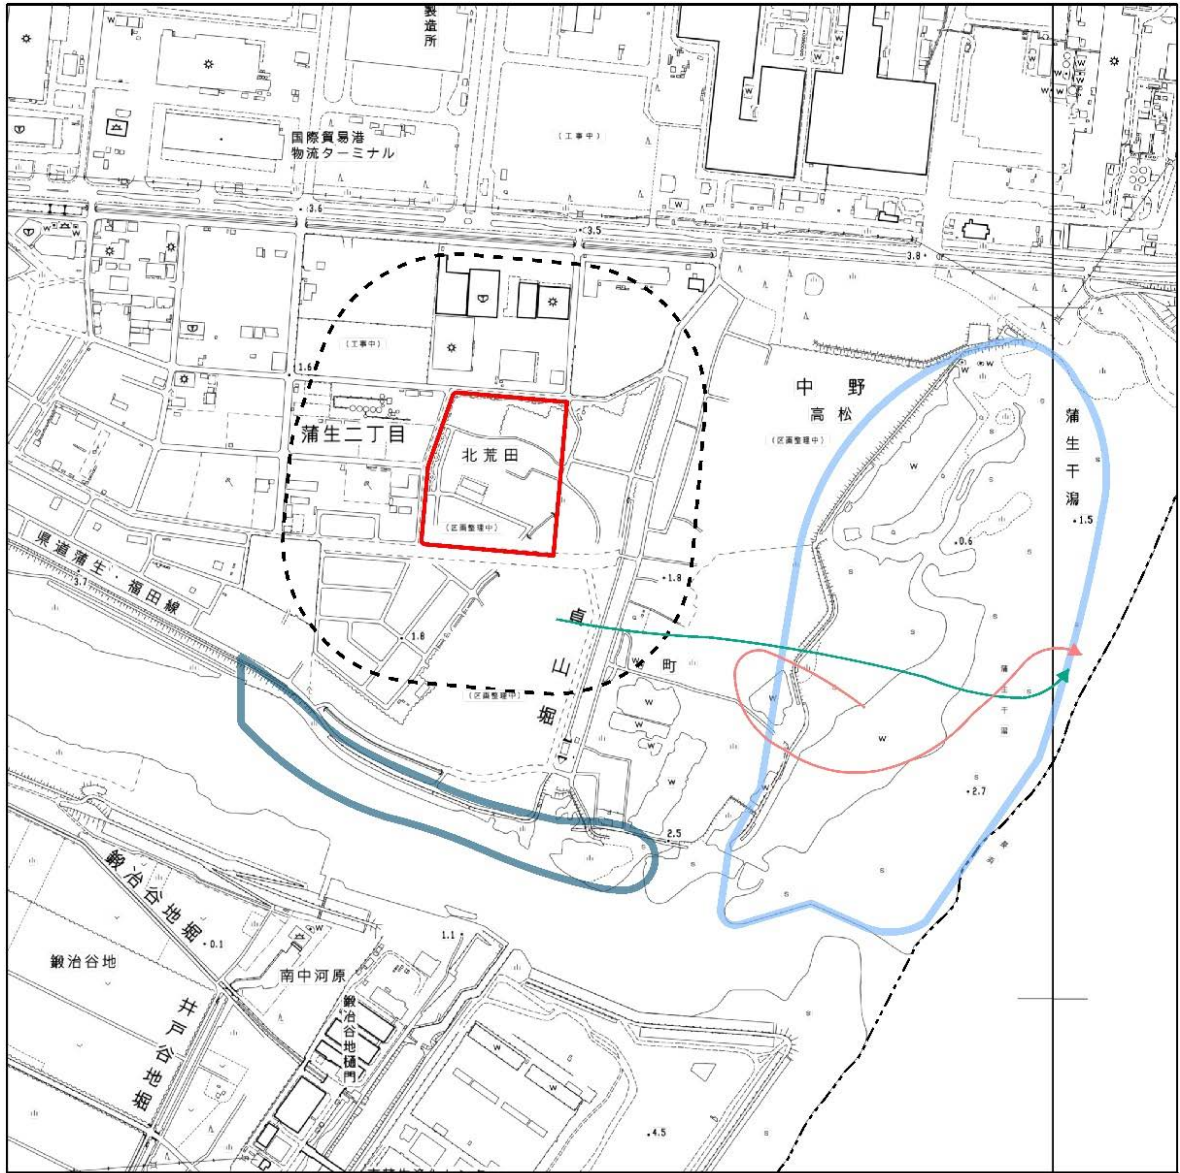 製造所
国際貿易港
物流ターミナル
(工事中)
3.6
3.5
3.8
(工事中)
1.6
蒲生二丁目
北荒田
(区画整理中)
中野
高松
(区画整理中)
蒲生干潟
1.5
0.6
県道蒲生・福田線
3.7
1.8
1.8
貞山堀
町
(区画整理中)
蒲生干潟
2.7
2.5
鍛冶谷地堀
0.1
1.1
鍛冶谷地
南中河原
井戸谷地堀
鍛冶谷地樋門
4.5